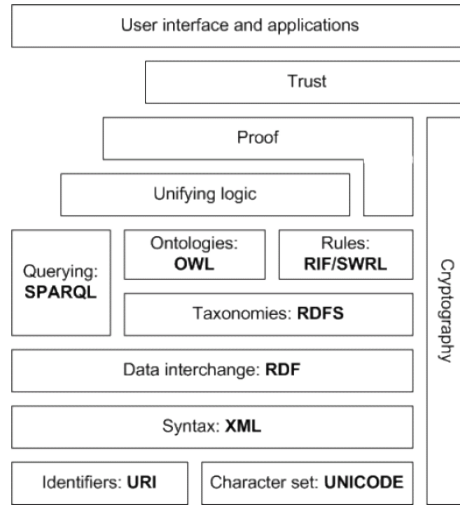 User interface and applications
Trust
Proof
Unifying logic
Querying:
SPARQL
Ontologies:
OWL
Rules:
RIF/SWRL
Taxonomies: RDFS
Cryptography
Data interchange: RDF
Syntax: XML
Identifiers: URI
Character set: UNICODE